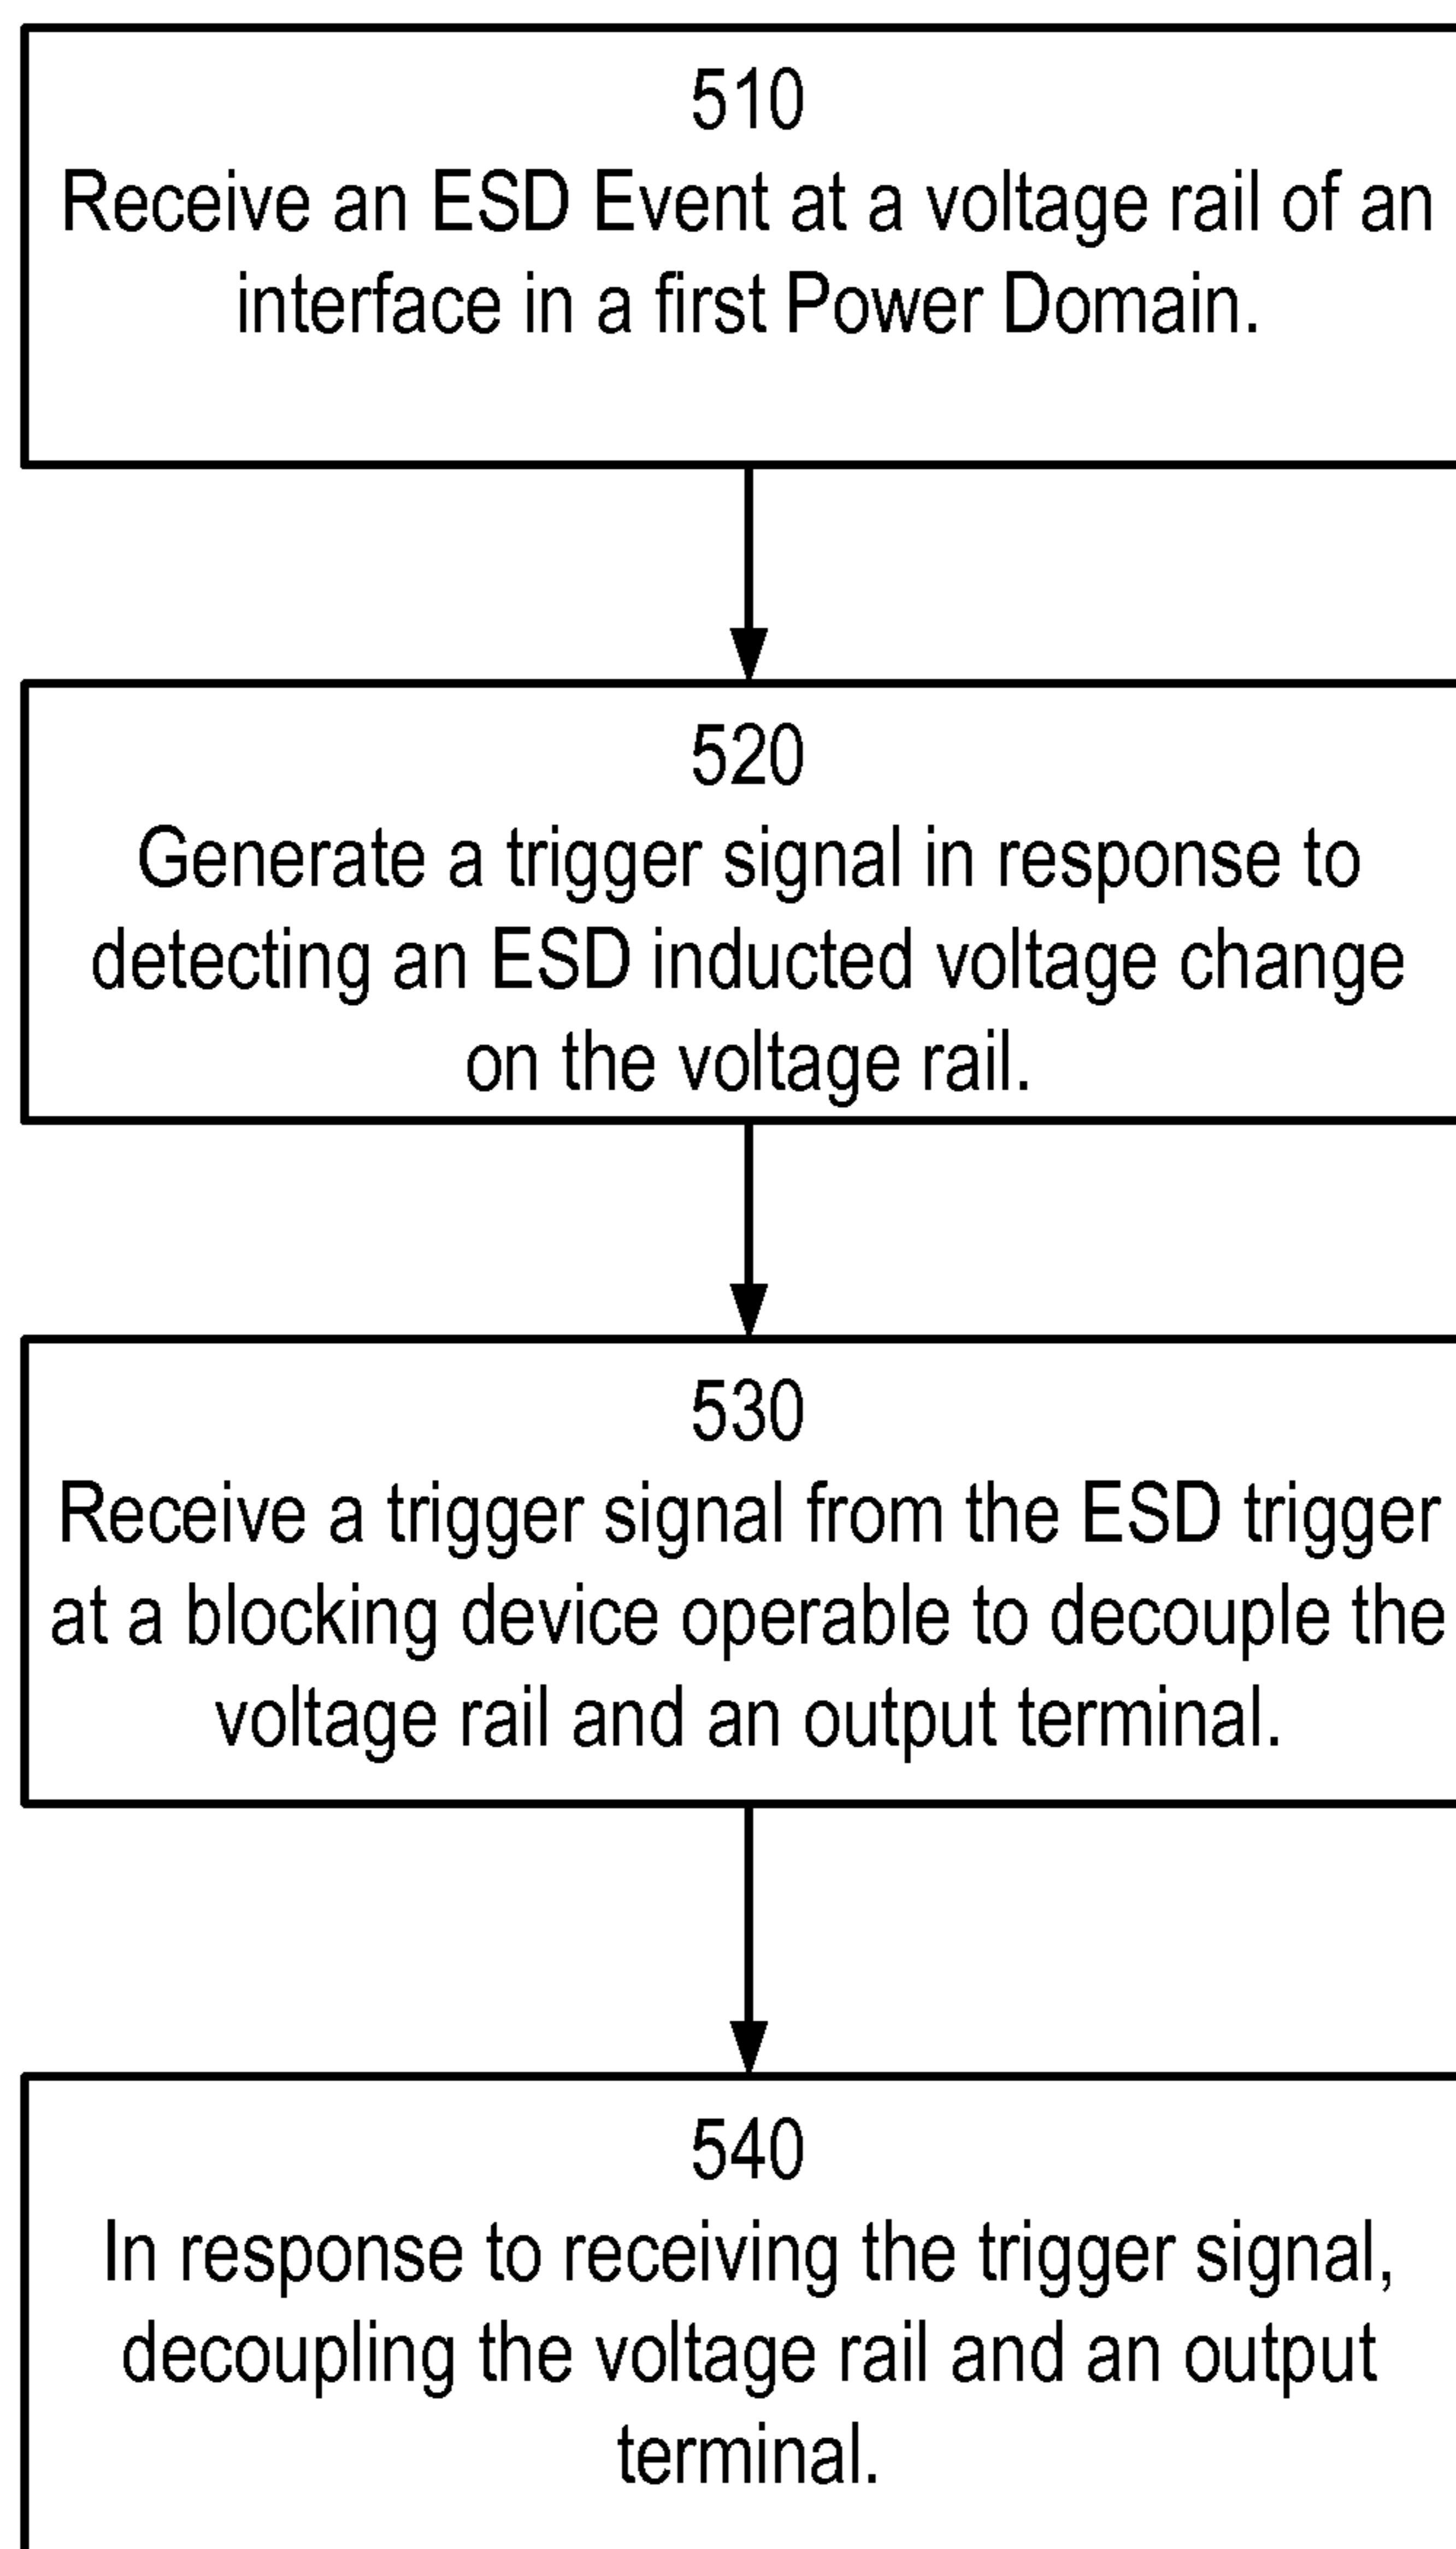 510
Receive an ESD Event at a voltage rail of an
interface in a first Power Domain.
520
Generate a trigger signal in response to
detecting an ESD inducted voltage change
on the voltage rail.
530
Receive a trigger signal from the ESD trigger
at a blocking device operable to decouple the
voltage rail and an output terminal.
540
In response to receiving the trigger signal,
decoupling the voltage rail and an output
terminal.